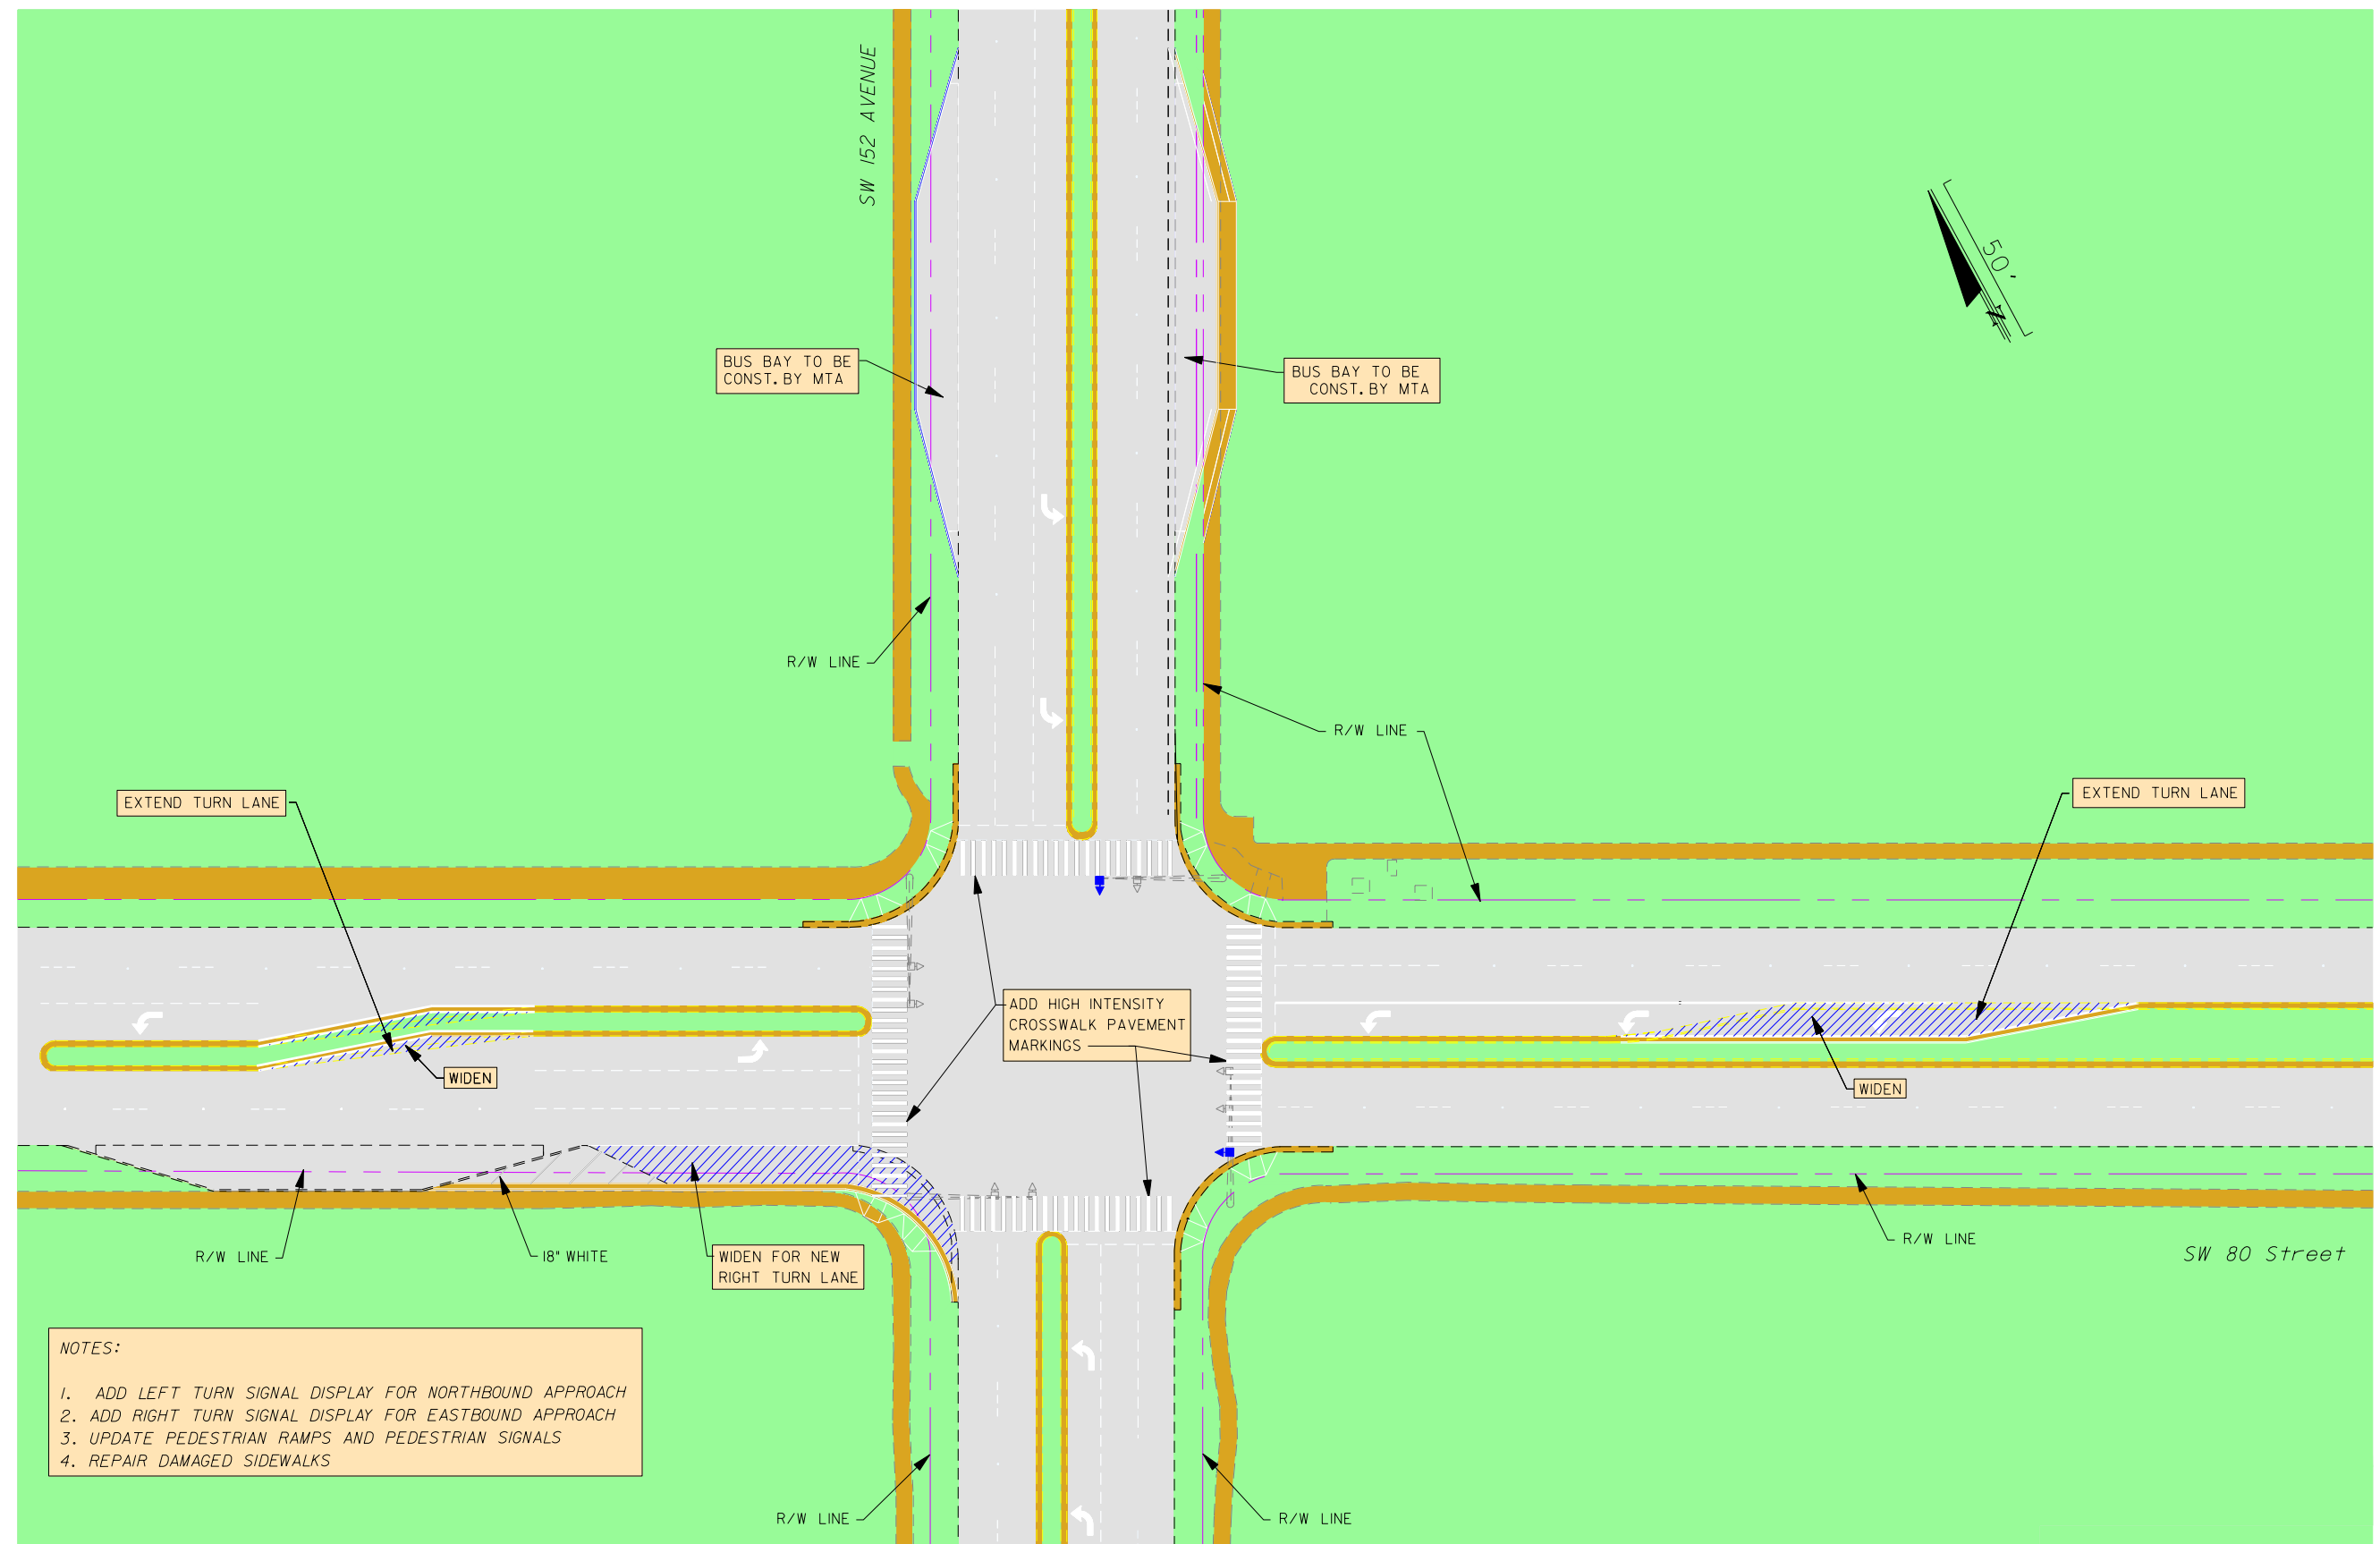 SW 152 AVENUE
50'
N
BUS BAY TO BE
CONST. BY MTA
BUS BAY TO BE
CONST. BY MTA
R/W LINE
R/W LINE
EXTEND TURN LANE
EXTEND TURN LANE
ADD HIGH INTENSITY
CROSSWALK PAVEMENT
MARKINGS
WIDEN
WIDEN
R/W LINE
18" WHITE
WIDEN FOR NEW
RIGHT TURN LANE
R/W LINE
SW 80 Street
NOTES:
1. ADD LEFT TURN SIGNAL DISPLAY FOR NORTHBOUND APPROACH
2. ADD RIGHT TURN SIGNAL DISPLAY FOR EASTBOUND APPROACH
3. UPDATE PEDESTRIAN RAMPS AND PEDESTRIAN SIGNALS
4. REPAIR DAMAGED SIDEWALKS
R/W LINE
R/W LINE